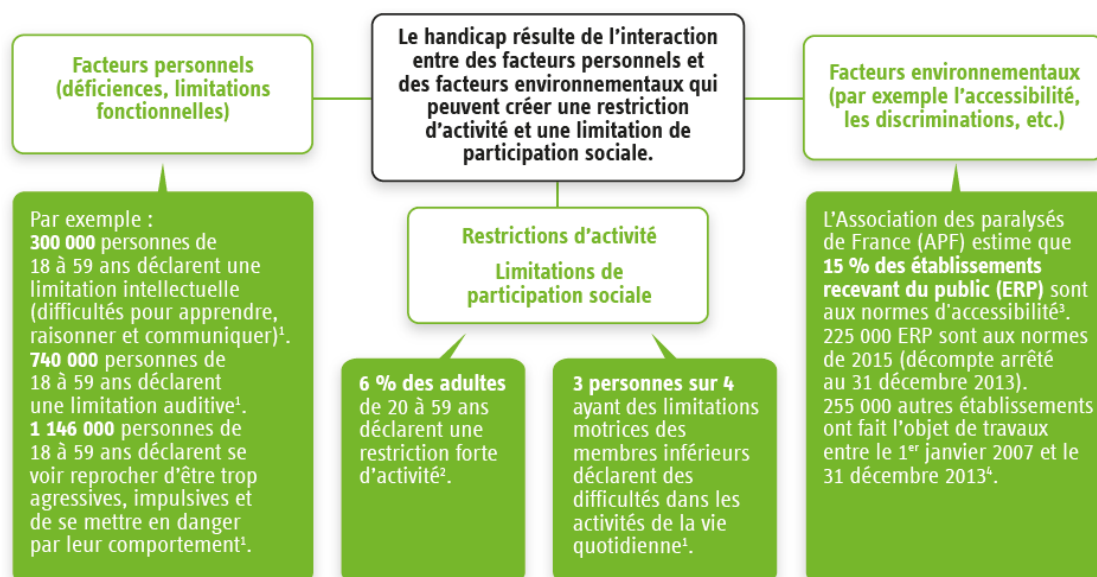 Le handicap résulte de l'interaction
entre des facteurs personnels et
des facteurs environnementaux qui
peuvent créer une restriction
d'activité et une limitation de
participation sociale.
Facteurs personnels
(déficiences, limitations
fonctionnelles)
Par exemple :
300 000 personnes de
18 à 59 ans déclarent une
limitation intellectuelle
(difficultés pour apprendre,
raisonner et communiquer)¹.
740 000 personnes de
18 à 59 ans déclarent
une limitation auditive¹.
1 146 000 personnes de
18 à 59 ans déclarent se
voir reprocher d'être trop
agressives, impulsives et
de se mettre en danger
par leur comportement¹.
Restrictions d'activité
Limitations de
participation sociale
6 % des adultes
de 20 à 59 ans
déclarent une
restriction forte
d'activité².
3 personnes sur 4
ayant des limitations
motrices des
membres inférieurs
déclarent des
difficultés dans les
activités de la vie
quotidienne¹.
Facteurs environnementaux
(par exemple l'accessibilité,
les discriminations, etc.)
L'Association des paralysés
de France (APF) estime que
15 % des établissements
recevant du public (ERP) sont
aux normes d'accessibilité³.
225 000 ERP sont aux normes
de 2015 (décompte arrêté
au 31 décembre 2013).
255 000 autres établissements
ont fait l'objet de travaux
entre le 1er janvier 2007 et le
31 décembre 2013⁴.